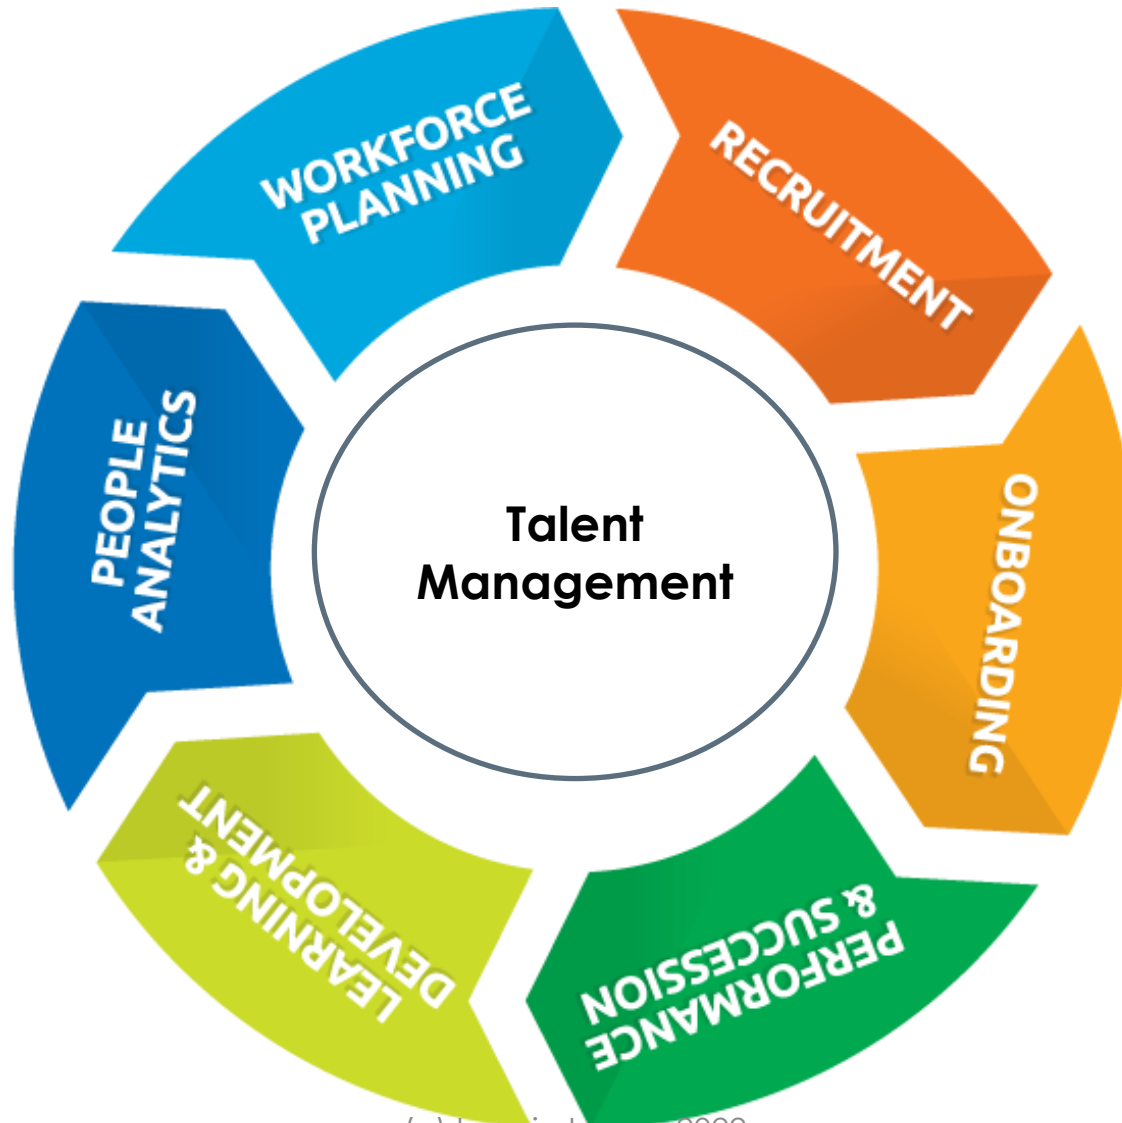 WORKFORCE
PLANNING
RECRUITMENT
ONBOARDING
PERFORMANCE
& SUCCESSION
LEARNING &
DEVELOPMENT
PEOPLE
ANALYTICS
Talent
Management